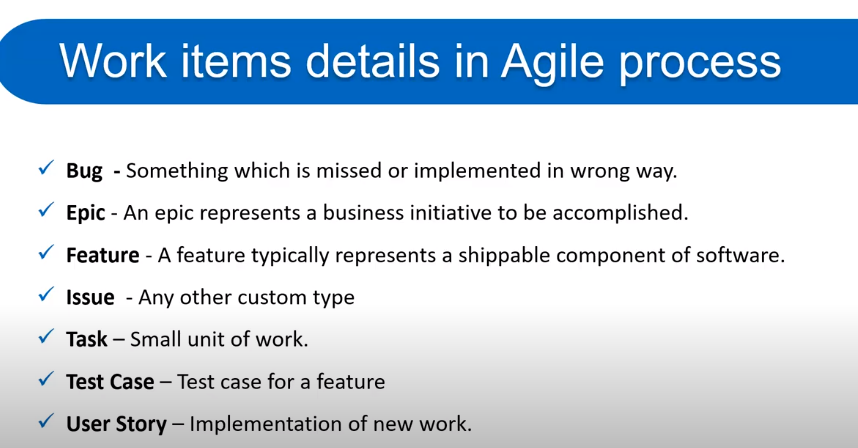 Work items details in Agile process
✓ Bug - Something which is missed or implemented in wrong way.
✓ Epic - An epic represents a business initiative to be accomplished.
✓ Feature - A feature typically represents a shippable component of software.
✓ Issue - Any other custom type
✓ Task – Small unit of work.
✓ Test Case – Test case for a feature
✓ User Story – Implementation of new work.